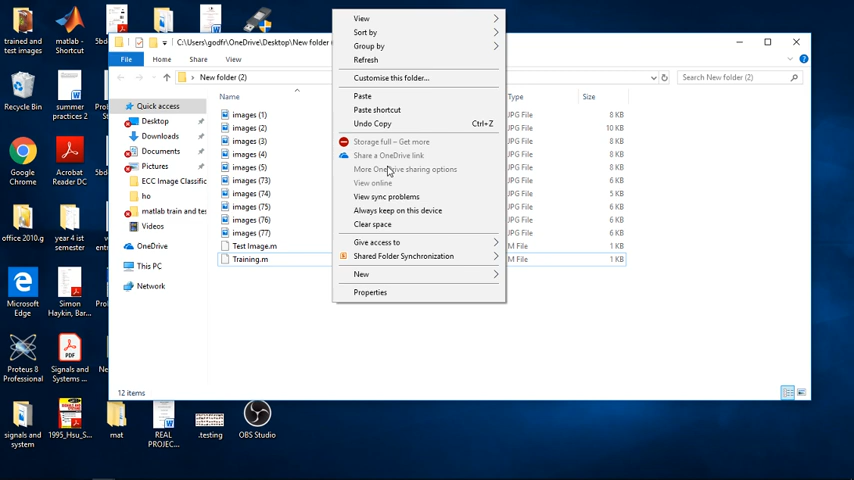 trained and
test images
MATLAB -
Shortcut
C:\Users\godfr\OneDrive\Desktop\New folder
File
Home
Share
View
New folder (2)
Search New folder (2)
Recycle Bin
summer
practices 2
Google
Chrome
Acrobat
Reader DC
office 2010.g
year 4 ist
semester
Microsoft
Edge
Simon
Haykin, Bar...
Proteus 8
Professional
Signals and
Systems ...
signals and
system
1995_Hsu_S...
mat
REAL
PROJEC...
.testing
OBS Studio
Quick access
Desktop
Downloads
Documents
Pictures
ECC Image Classific
ho
matlab train and tes
Videos
OneDrive
This PC
Network
Name
Type
Size
images (1)
JPG File
8 KB
images (2)
JPG File
10 KB
images (3)
JPG File
8 KB
images (4)
JPG File
8 KB
images (5)
JPG File
8 KB
images (73)
JPG File
6 KB
images (74)
JPG File
5 KB
images (75)
JPG File
6 KB
images (76)
JPG File
6 KB
images (77)
JPG File
6 KB
Test Image.m
M File
1 KB
Training.m
M File
1 KB
12 items
View
Sort by
Group by
Refresh
Customise this folder...
Paste
Paste shortcut
Undo Copy
Ctrl+Z
Storage full – Get more
Share a OneDrive link
More OneDrive sharing options
View online
View sync problems
Always keep on this device
Clear space
Give access to
Shared Folder Synchronization
New
Properties